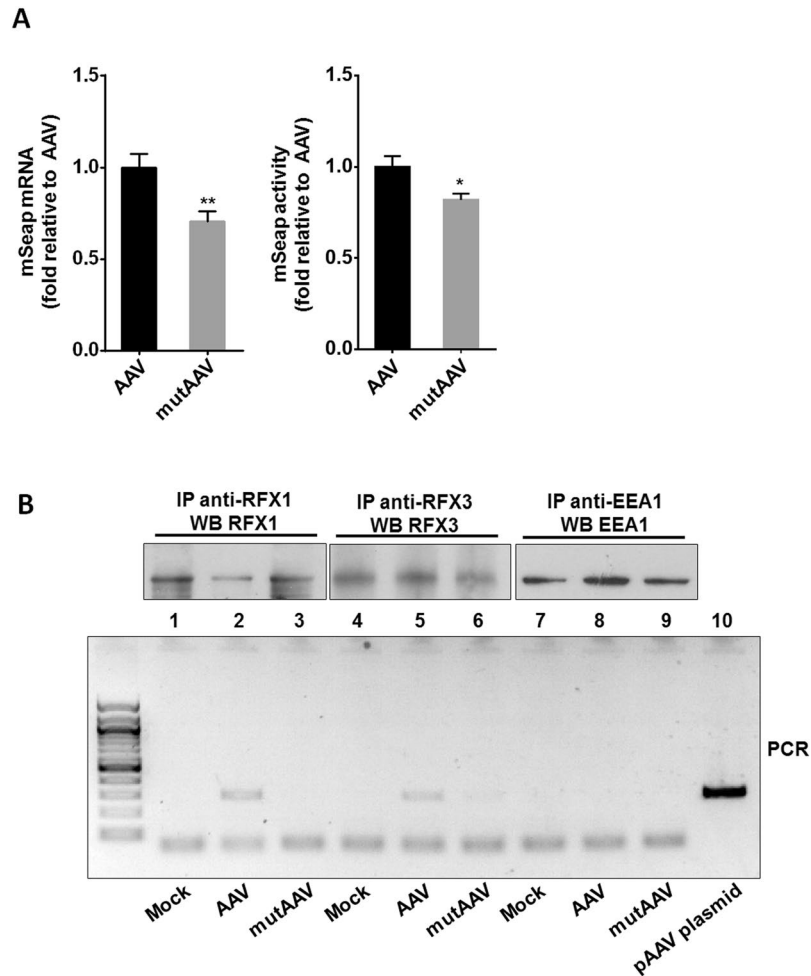 A
mSeap mRNA
(fold relative to AAV)
1.5
1.0
0.5
0.0
**
AAV
mutAAV
mSeap activity
(fold relative to AAV)
1.5
1.0
0.5
0.0
*
AAV
mutAAV
B
IP anti-RFX1
WB RFX1
IP anti-RFX3
WB RFX3
IP anti-EEA1
WB EEA1
1 2 3 4 5 6 7 8 9 10
PCR
Mock AAV mutAAV Mock AAV mutAAV Mock AAV mutAAV pAAV plasmid